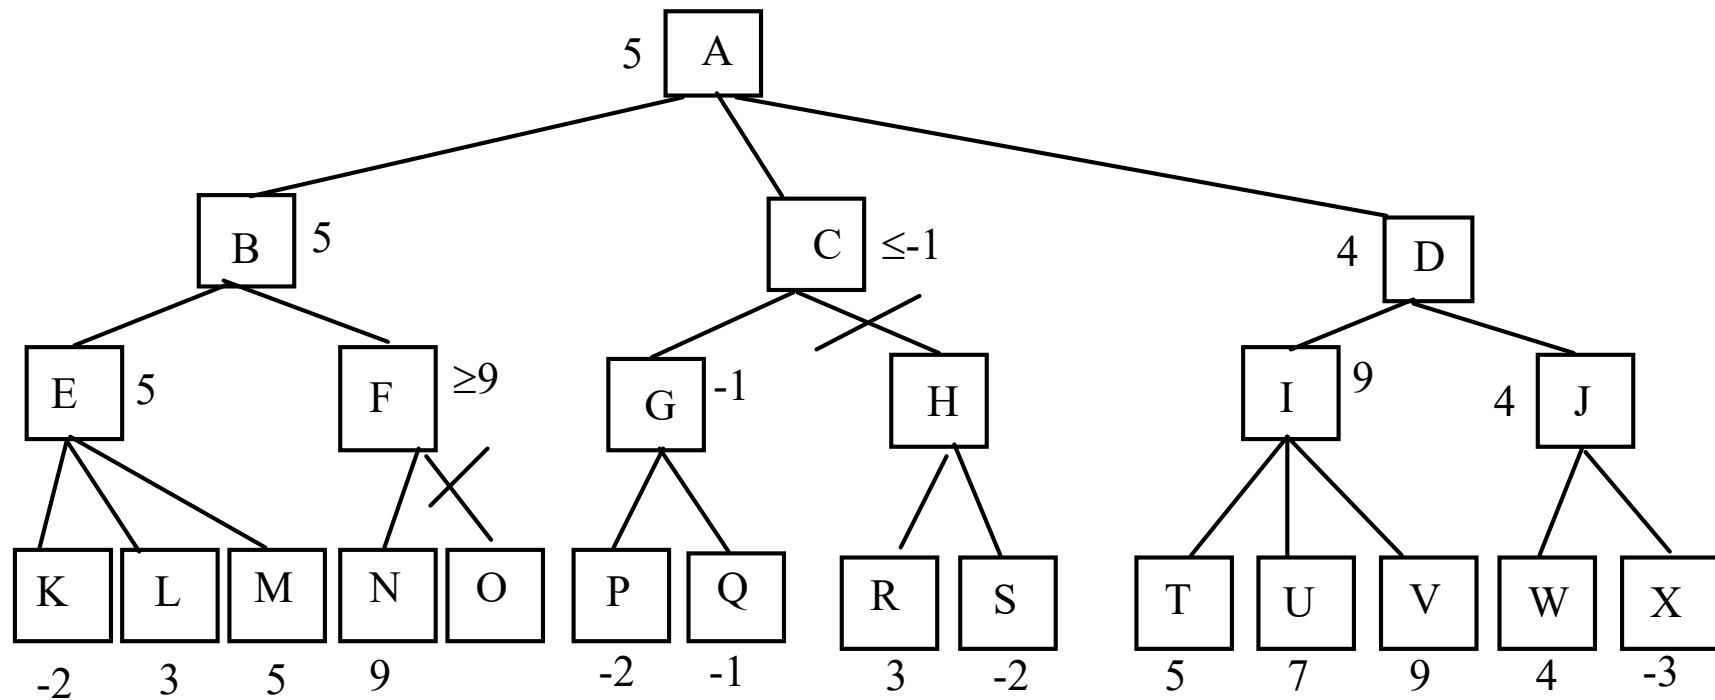 5 A
B 5 C ≤-1 4 D
E 5 F ≥9 G -1 H I 9 4 J
K L M N O P Q R S T U V W X
-2 3 5 9 -2 -1 3 -2 5 7 9 4 -3